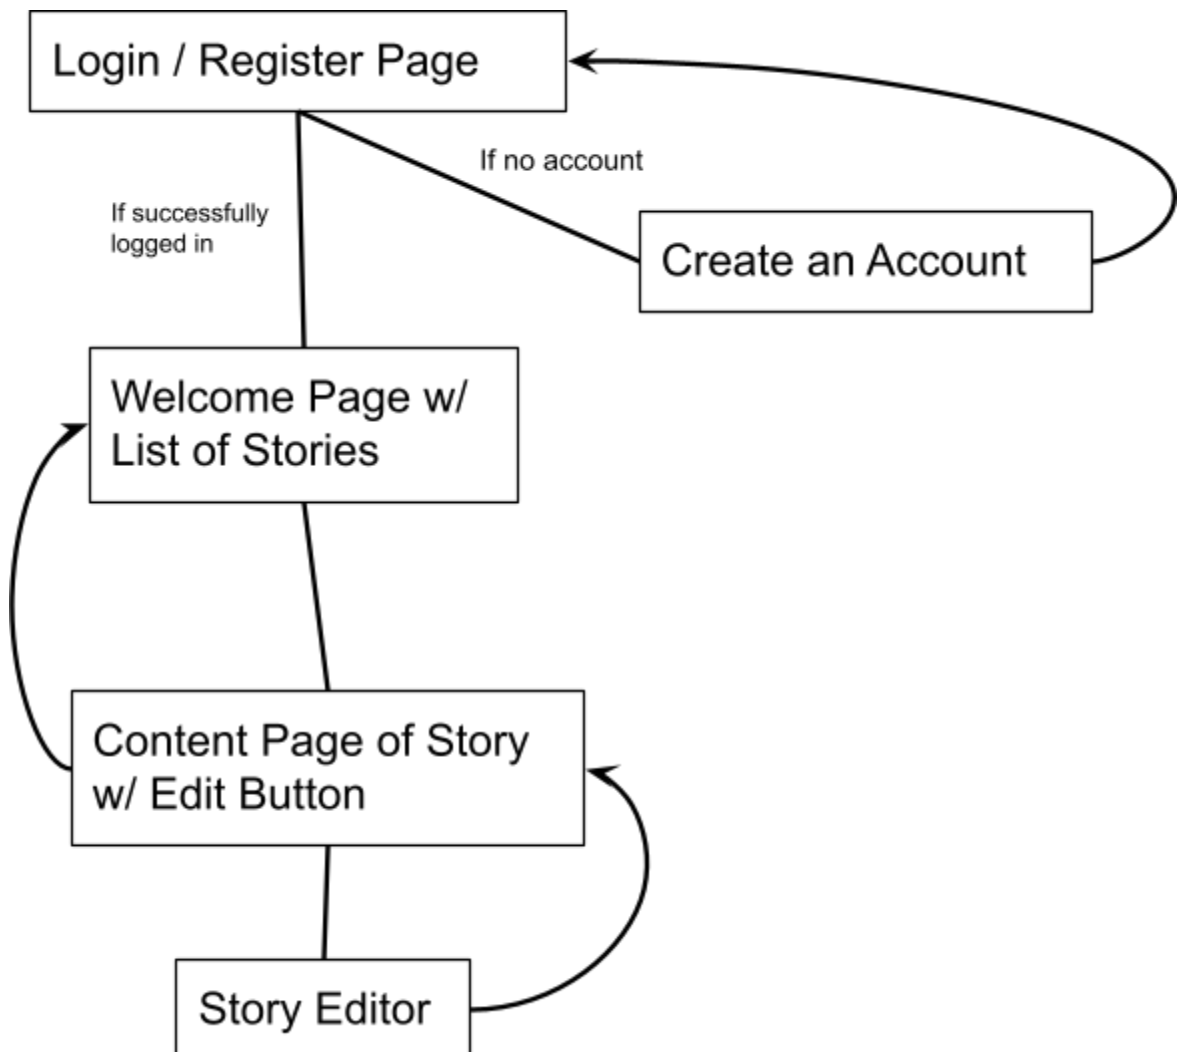 Login / Register Page
If no account
If successfully
logged in
Create an Account
Welcome Page w/
List of Stories
Content Page of Story
w/ Edit Button
Story Editor